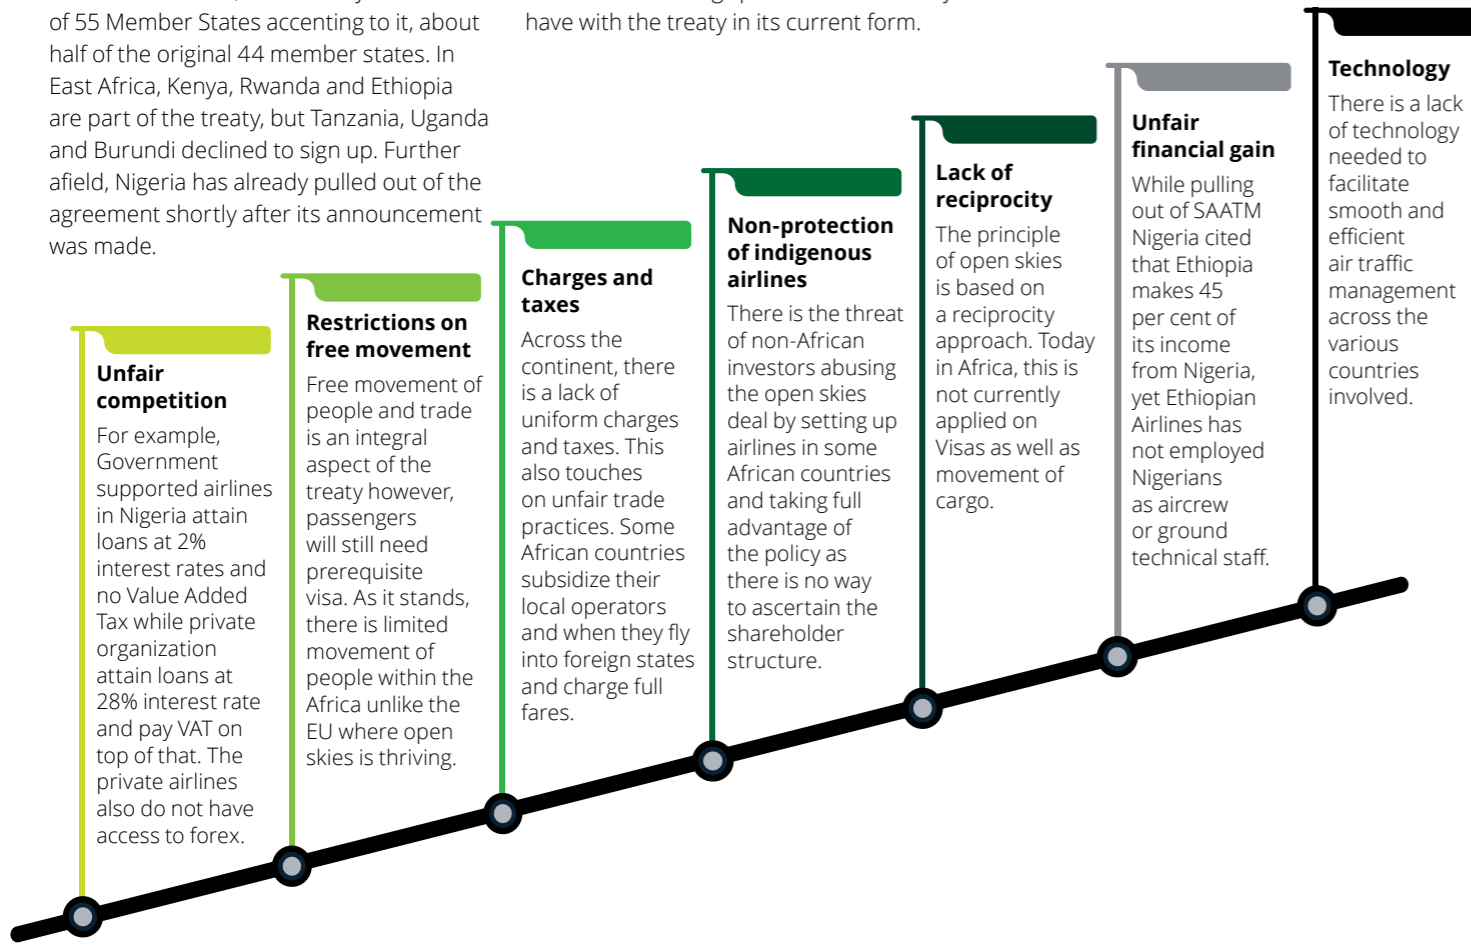 of 55 Member States accenting to it, about
half of the original 44 member states. In
East Africa, Kenya, Rwanda and Ethiopia
are part of the treaty, but Tanzania, Uganda
and Burundi declined to sign up. Further
afield, Nigeria has already pulled out of the
agreement shortly after its announcement
was made.
have with the treaty in its current form.
Unfair
competition
For example,
Government
supported airlines
in Nigeria attain
loans at 2%
interest rates and
no Value Added
Tax while private
organization
attain loans at
28% interest rate
and pay VAT on
top of that. The
private airlines
also do not have
access to forex.
Restrictions on
free movement
Free movement of
people and trade
is an integral
aspect of the
treaty however,
passengers
will still need
prerequisite
visa. As it stands,
there is limited
movement of
people within the
Africa unlike the
EU where open
skies is thriving.
Charges and
taxes
Across the
continent, there
is a lack of
uniform charges
and taxes. This
also touches
on unfair trade
practices. Some
African countries
subsidize their
local operators
and when they fly
into foreign states
and charge full
fares.
Non-protection
of indigenous
airlines
There is the threat
of non-African
investors abusing
the open skies
deal by setting up
airlines in some
African countries
and taking full
advantage of
the policy as
there is no way
to ascertain the
shareholder
structure.
Lack of
reciprocity
The principle
of open skies
is based on
a reciprocity
approach. Today
in Africa, this is
not currently
applied on
Visas as well as
movement of
cargo.
Unfair
financial gain
While pulling
out of SAATM
Nigeria cited
that Ethiopia
makes 45
per cent of
its income
from Nigeria,
yet Ethiopian
Airlines has
not employed
Nigerians
as aircrew
or ground
technical staff.
Technology
There is a lack
of technology
needed to
facilitate
smooth and
efficient
air traffic
management
across the
various
countries
involved.